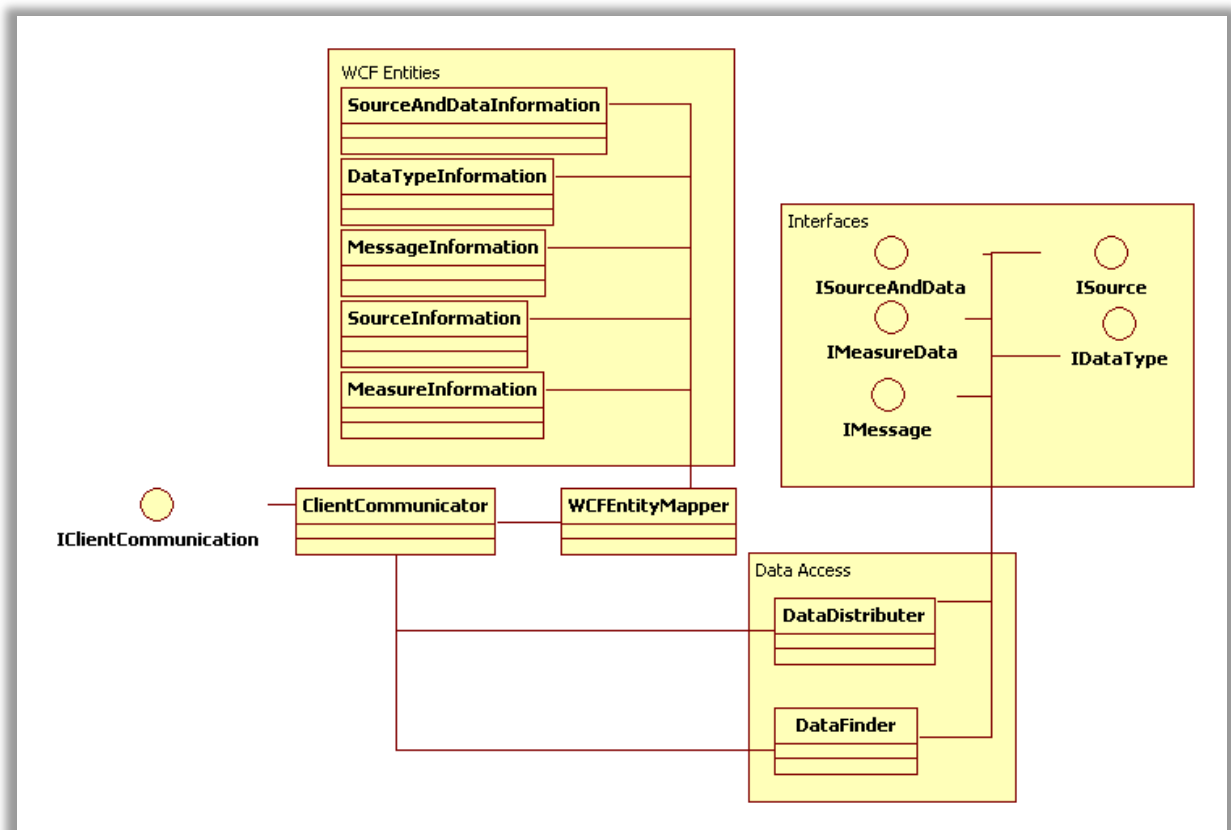 WCF Entities
SourceAndDataInformation
DataTypeInformation
MessageInformation
SourceInformation
MeasureInformation
Interfaces
ISourceAndData
ISource
IMeasureData
IDataType
IMessage
IClientCommunication
ClientCommunicator
WCFEntityMapper
Data Access
DataDistributer
DataFinder